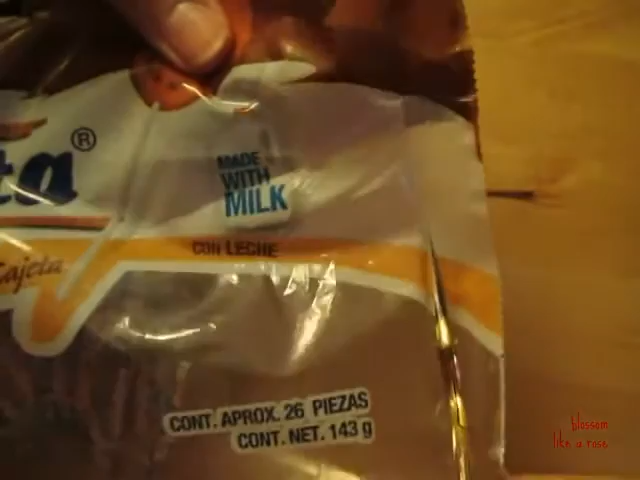 ta®
MADE
WITH
MILK
CON LECHE
Cajeta
CONT. APROX. 26 PIEZAS
CONT. NET. 143 g
blossom
like a rose